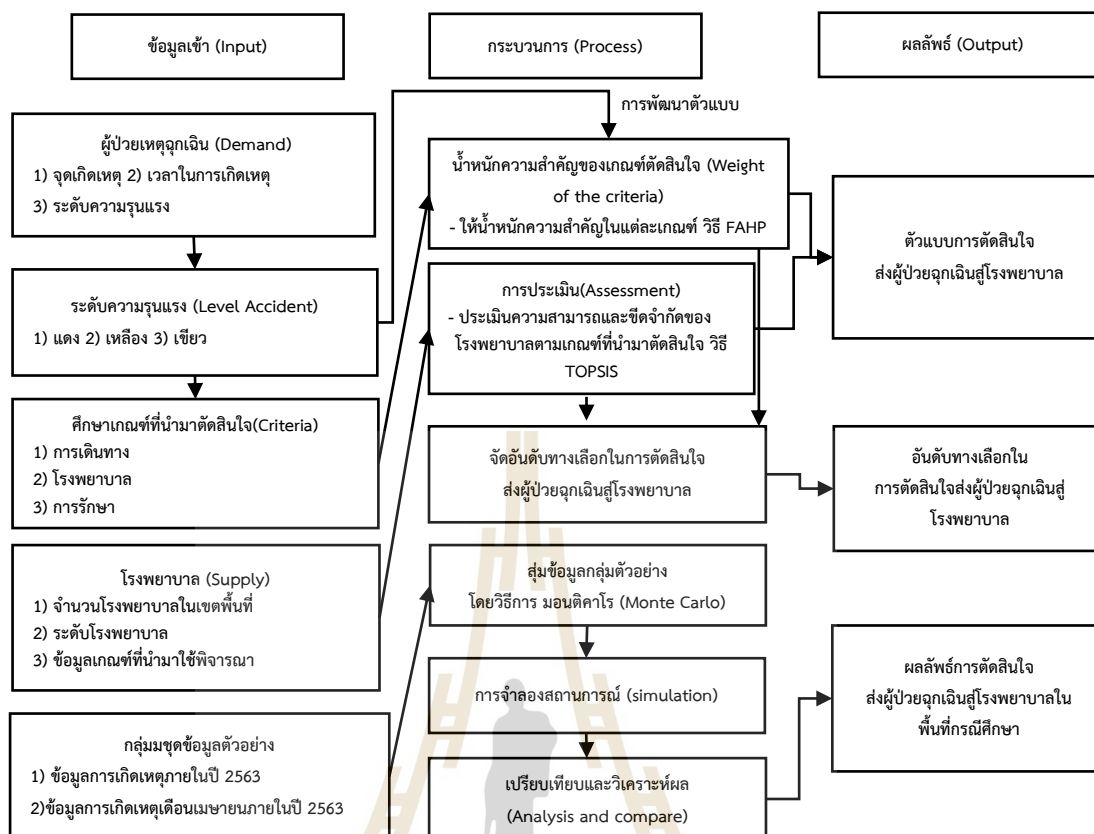 ข้อมูลเข้า (Input)
กระบวนการ (Process)
ผลลัพธ์ (Output)
ผู้ป่วยเหตุฉุกเฉิน (Demand)
1) จุดเกิดเหตุ 2) เวลาในการเกิดเหตุ
3) ระดับความรุนแรง
ระดับความรุนแรง (Level Accident)
1) แดง 2) เหลือง 3) เขียว
ศึกษาเกณฑ์ที่นำมาตัดสินใจ(Criteria)
1) การเดินทาง
2) โรงพยาบาล
3) การรักษา
โรงพยาบาล (Supply)
1) จำนวนโรงพยาบาลในเขตพื้นที่
2) ระดับโรงพยาบาล
3) ข้อมูลเกณฑ์ที่นำมาใช้พิจารณา
กลุ่มมชุดข้อมูลตัวอย่าง
1) ข้อมูลการเกิดเหตุภายในปี 2563
2)ข้อมูลการเกิดเหตุเดือนเมษายนภายในปี 2563
การพัฒนาตัวแบบ
น้ำหนักความสำคัญของเกณฑ์ตัดสินใจ (Weight
of the criteria)
- ให้น้ำหนักความสำคัญในแต่ละเกณฑ์ วิธี FAHP
การประเมิน(Assessment)
- ประเมินความสามารถและขีดจำกัดของ
โรงพยาบาลตามเกณฑ์ที่นำมาตัดสินใจ วิธี
TOPSIS
จัดอันดับทางเลือกในการตัดสินใจ
ส่งผู้ป่วยฉุกเฉินสู่โรงพยาบาล
สุ่มข้อมูลกลุ่มตัวอย่าง
โดยวิธีการ มอนติคาโร (Monte Carlo)
การจำลองสถานการณ์ (simulation)
เปรียบเทียบและวิเคราะห์ผล
(Analysis and compare)
ตัวแบบการตัดสินใจ
ส่งผู้ป่วยฉุกเฉินสู่โรงพยาบาล
อันดับทางเลือกใน
การตัดสินใจส่งผู้ป่วยฉุกเฉินสู่
โรงพยาบาล
ผลลัพธ์การตัดสินใจ
ส่งผู้ป่วยฉุกเฉินสู่โรงพยาบาลใน
พื้นที่กรณีศึกษา